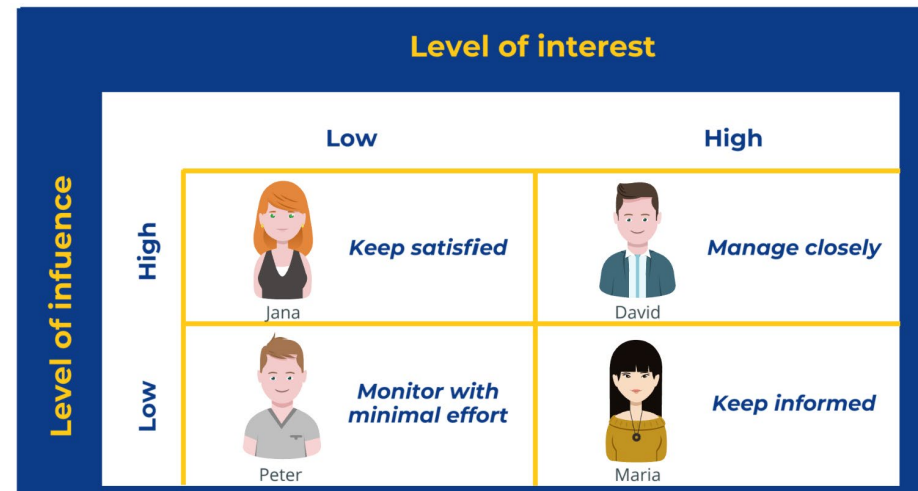 Level of interest
Low
High
Level of infuence
High
Keep satisfied
Jana
Manage closely
David
Low
Monitor with
minimal effort
Peter
Keep informed
Maria